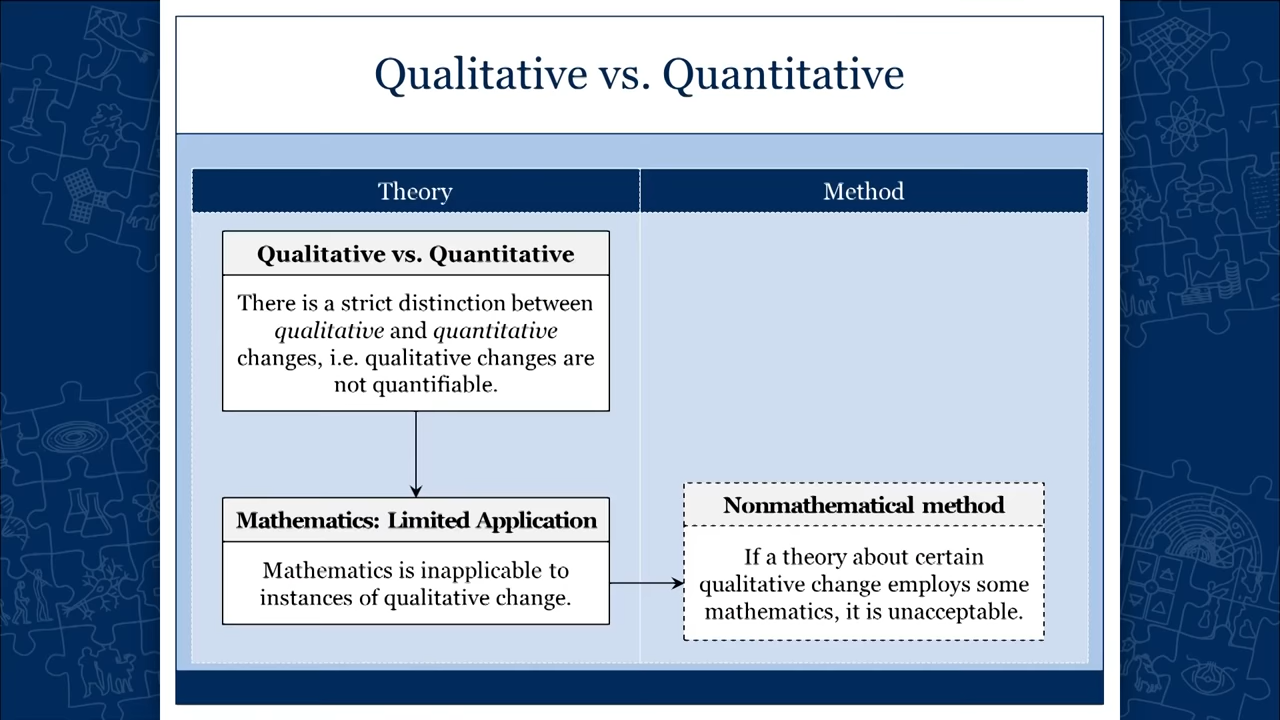 Qualitative vs. Quantitative
Theory
Method
Qualitative vs. Quantitative
There is a strict distinction between
qualitative and quantitative
changes, i.e. qualitative changes are
not quantifiable.
Mathematics: Limited Application
Mathematics is inapplicable to
instances of qualitative change.
Nonmathematical method
If a theory about certain
qualitative change employs some
mathematics, it is unacceptable.